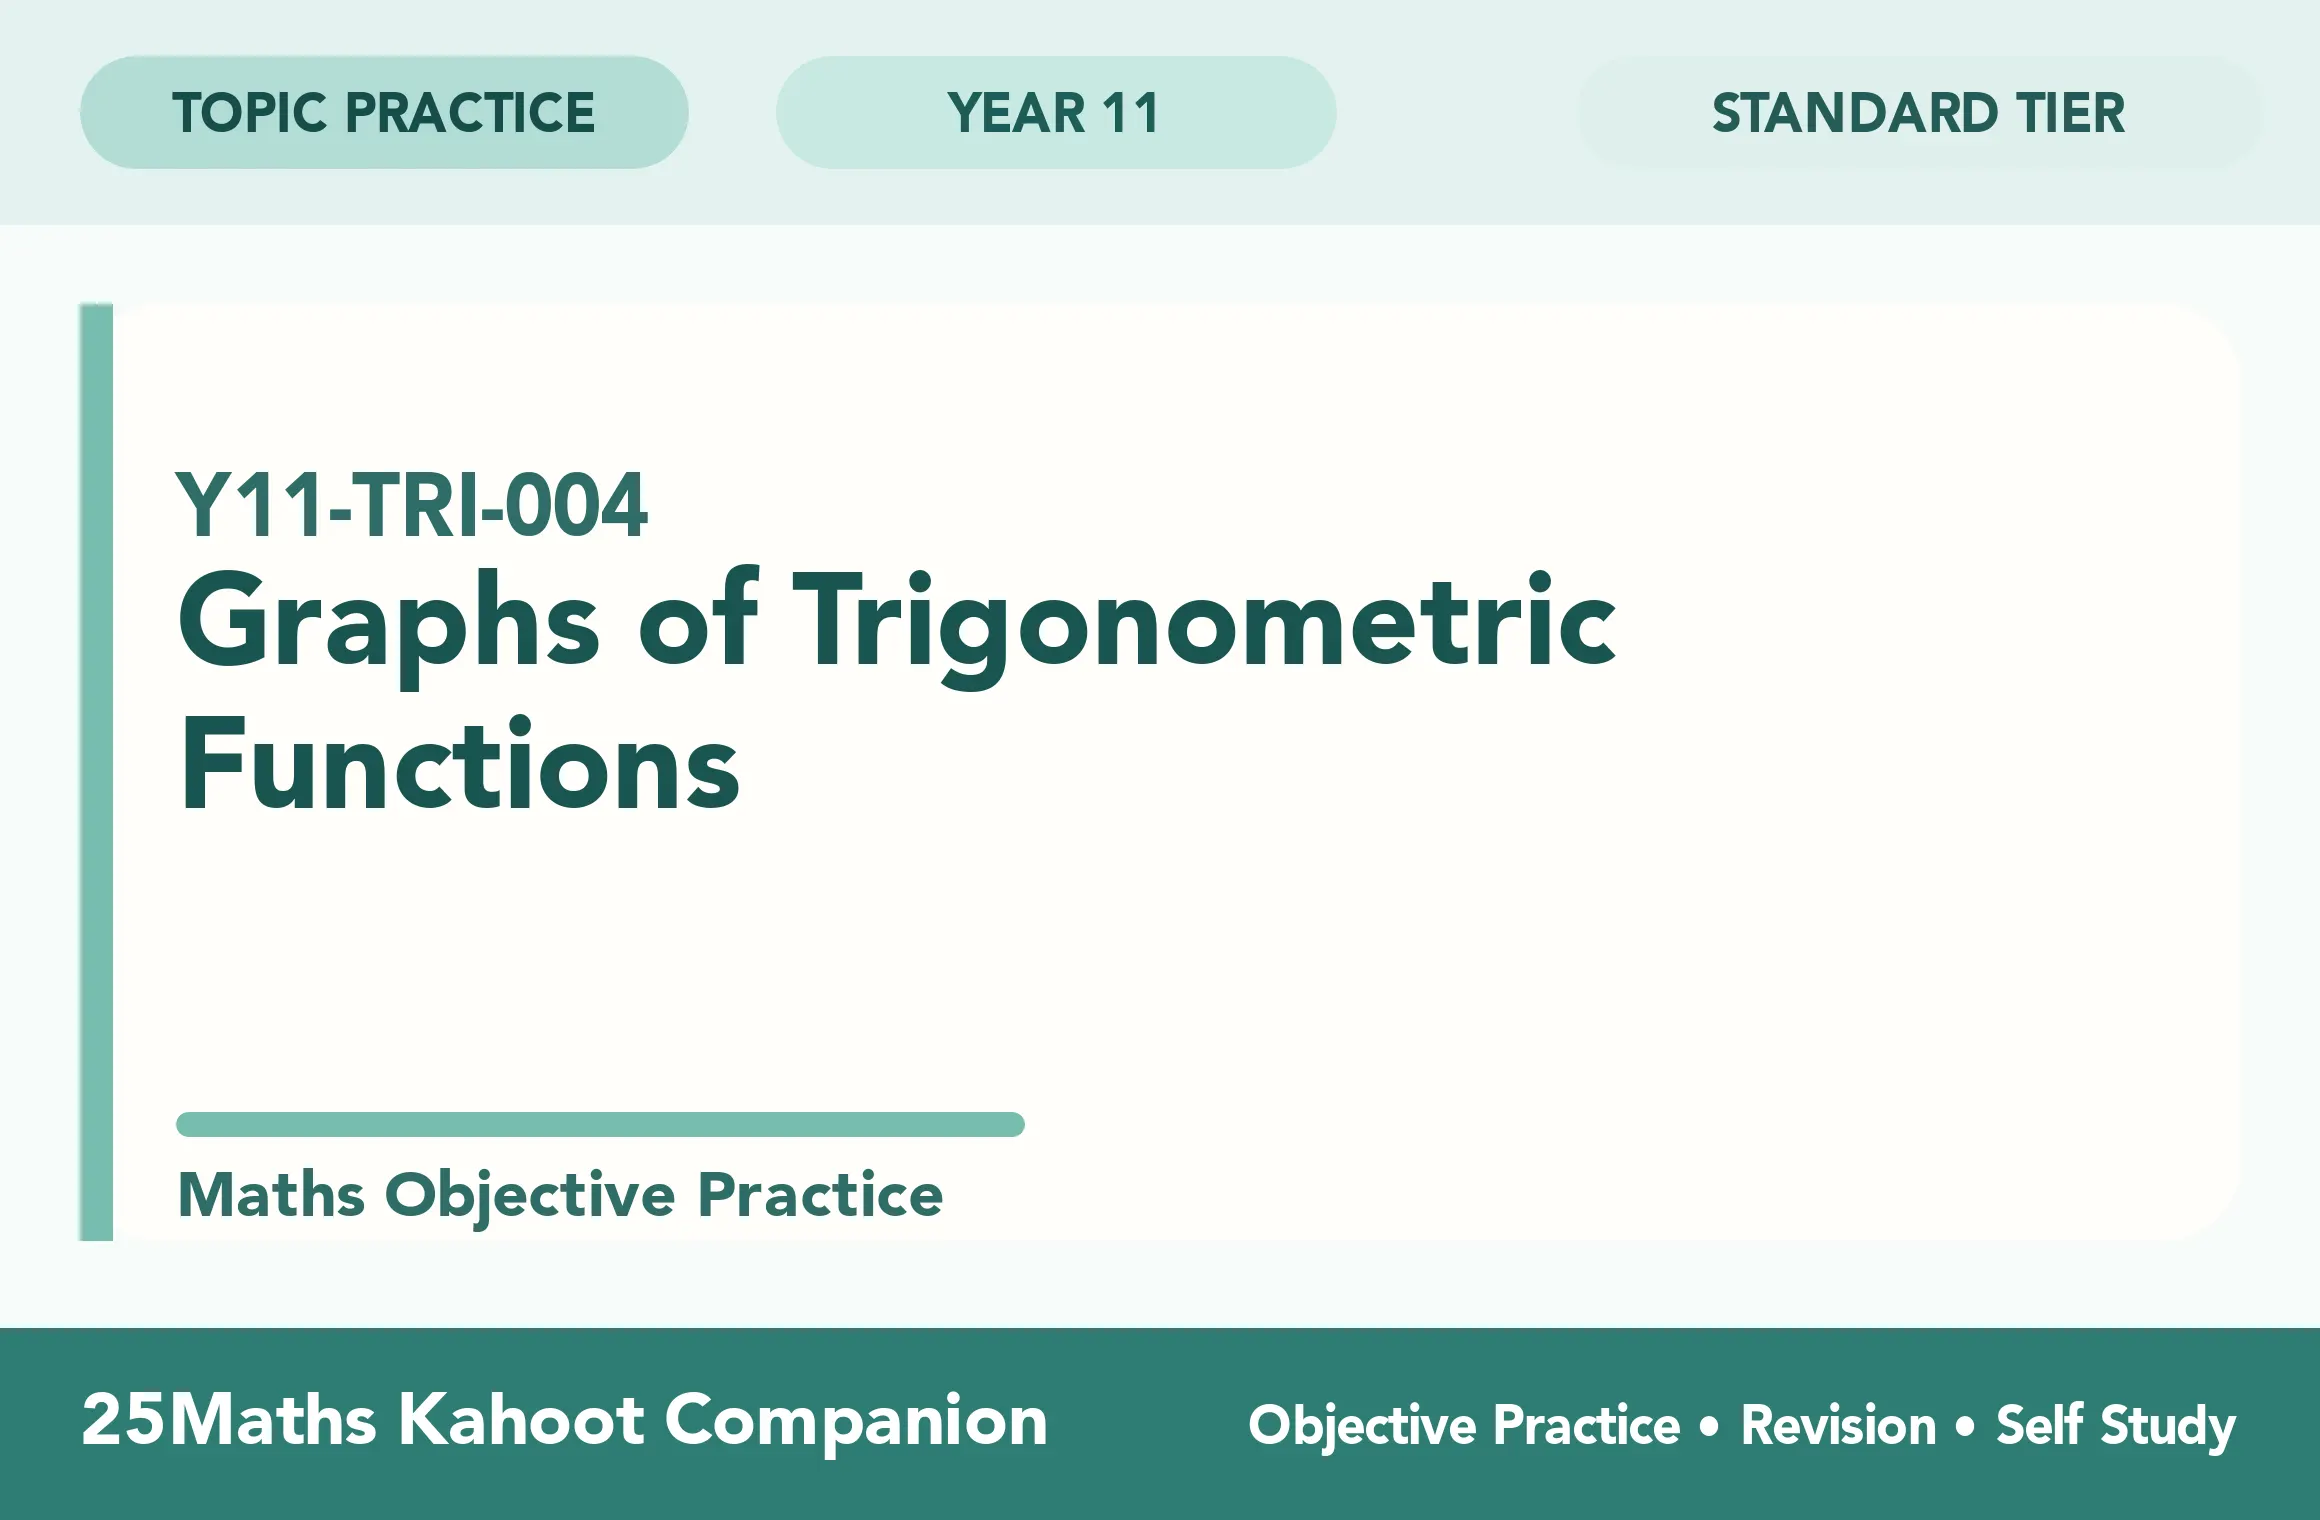 TOPIC PRACTICE
YEAR 11
STANDARD TIER
Y11-TRI-004
Graphs of Trigonometric
Functions
Maths Objective Practice
25Maths Kahoot Companion
Objective Practice • Revision • Self Study